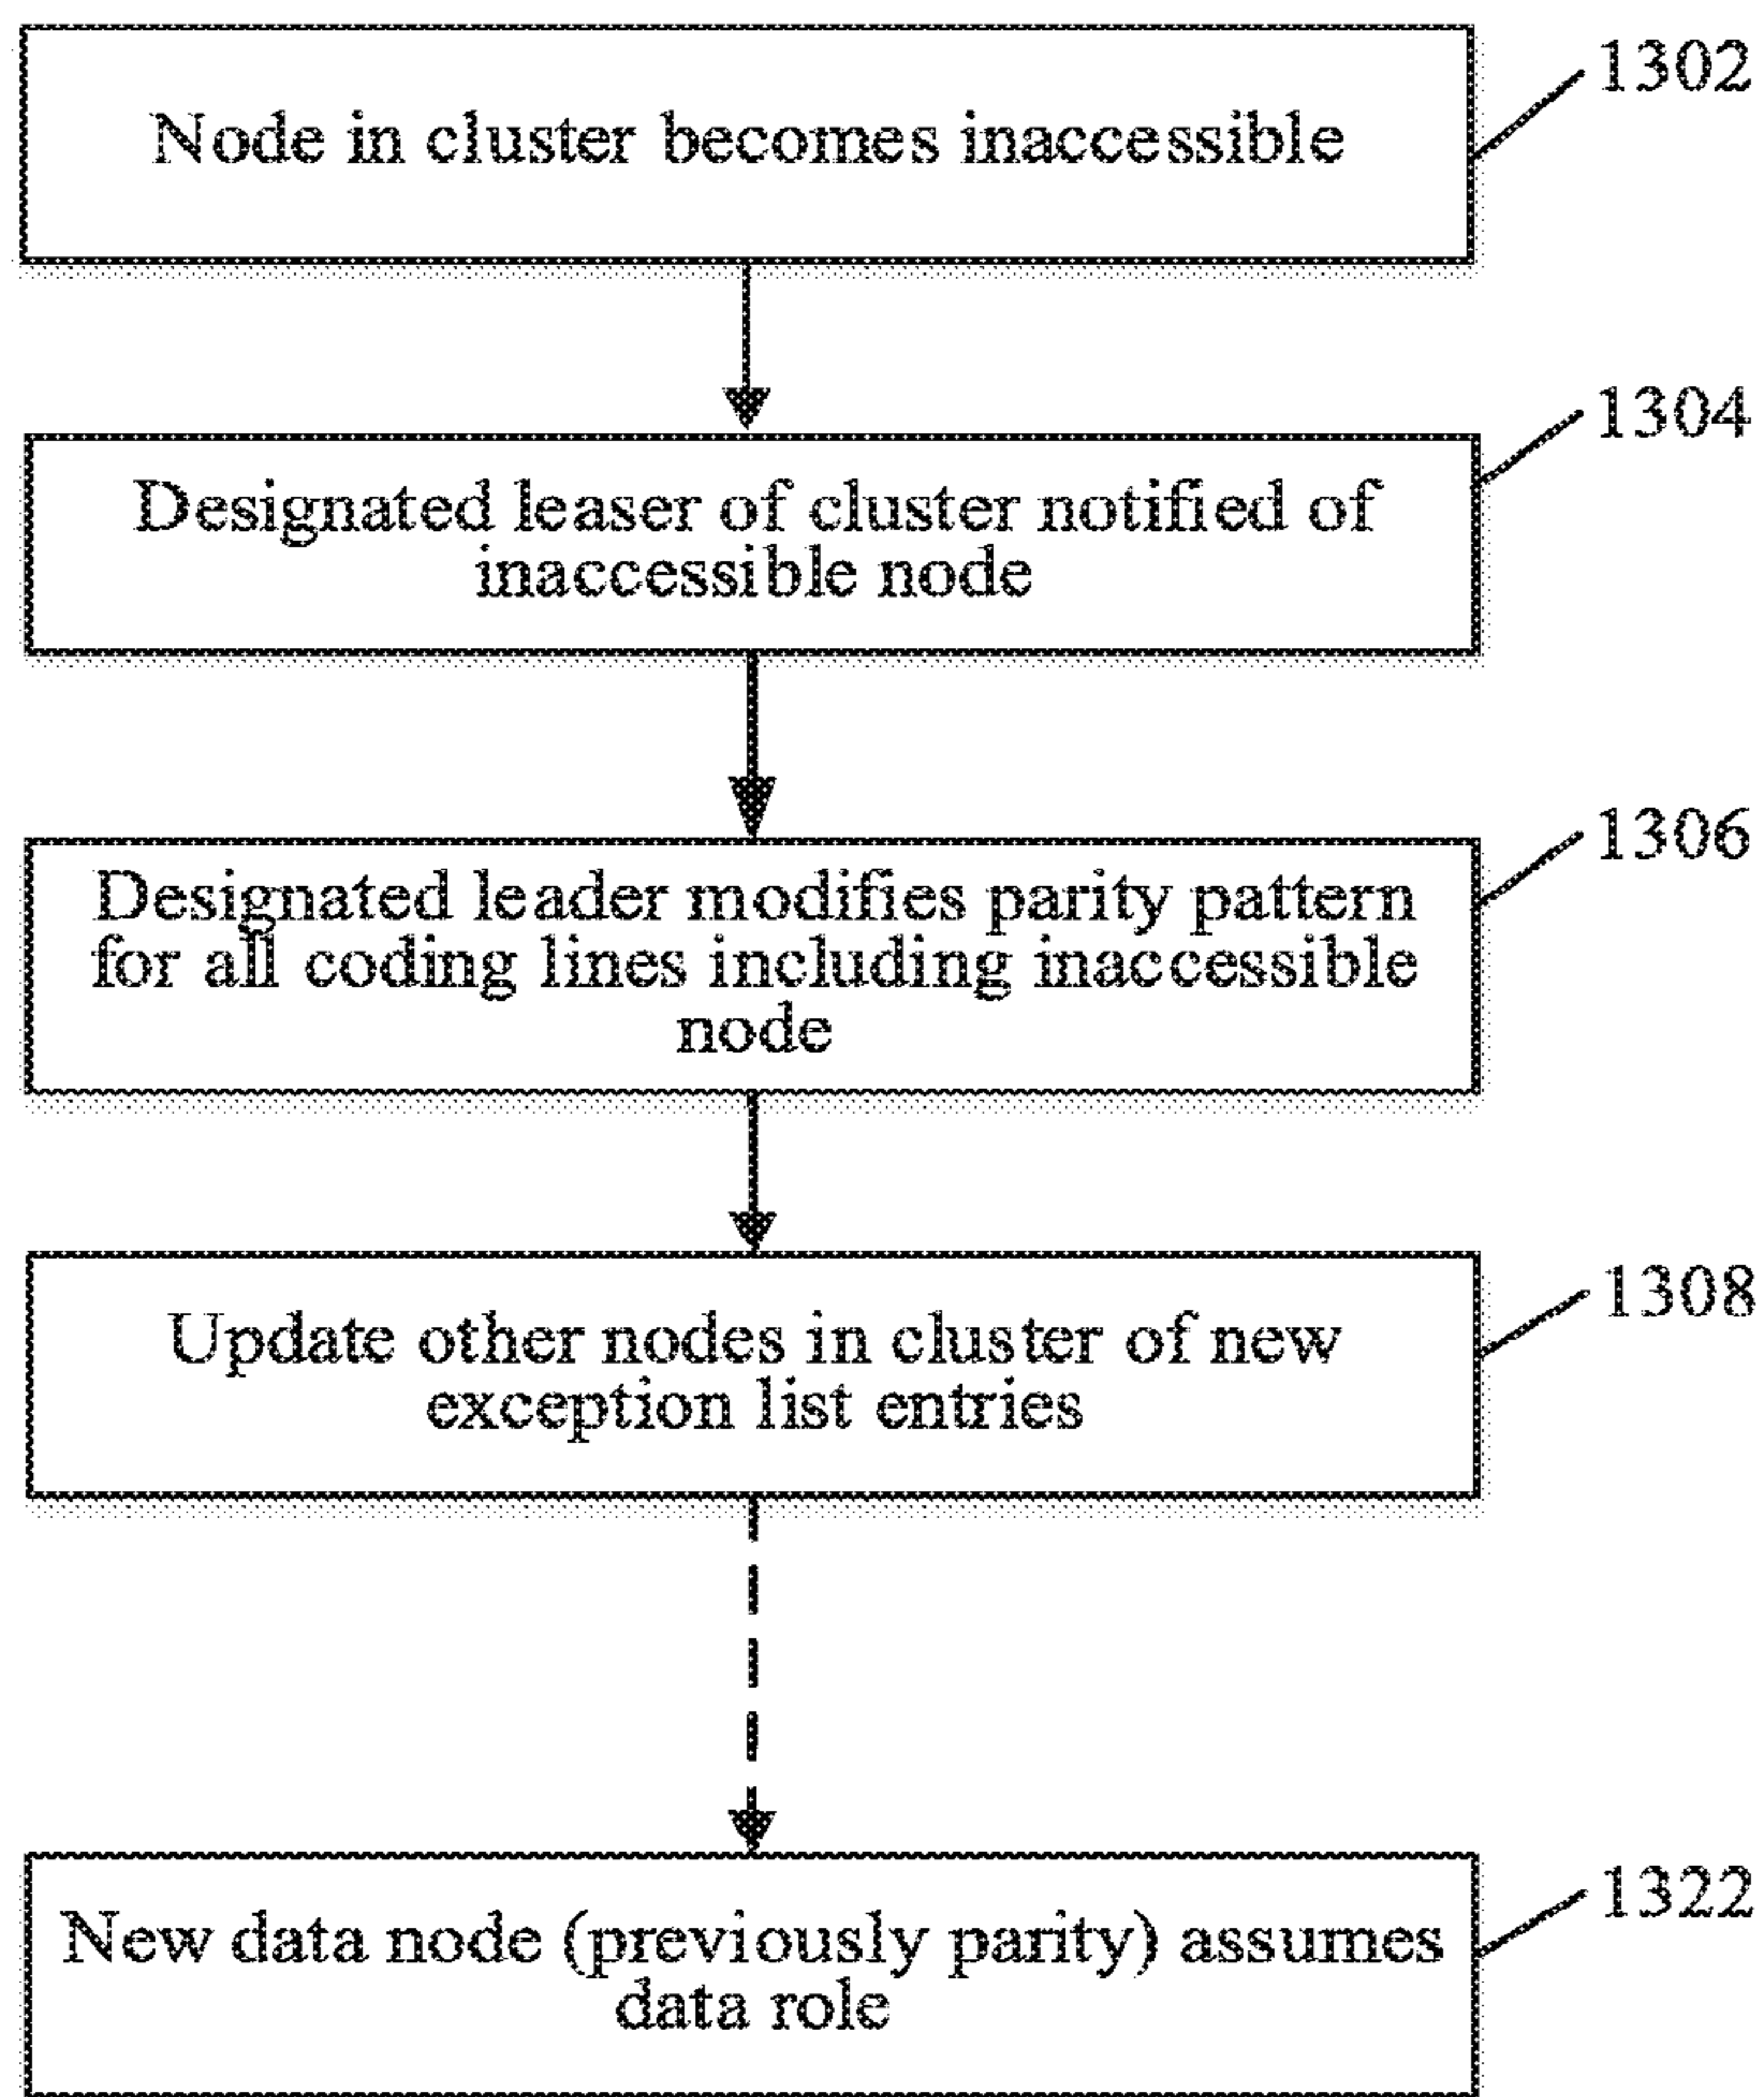 Node in cluster becomes inaccessible
1302
Designated leaser of cluster notified of
inaccessible node
1304
Designated leader modifies parity pattern
for all coding lines including inaccessible
node
1306
Update other nodes in cluster of new
exception list entries
1308
New data node (previously parity) assumes
data role
1322